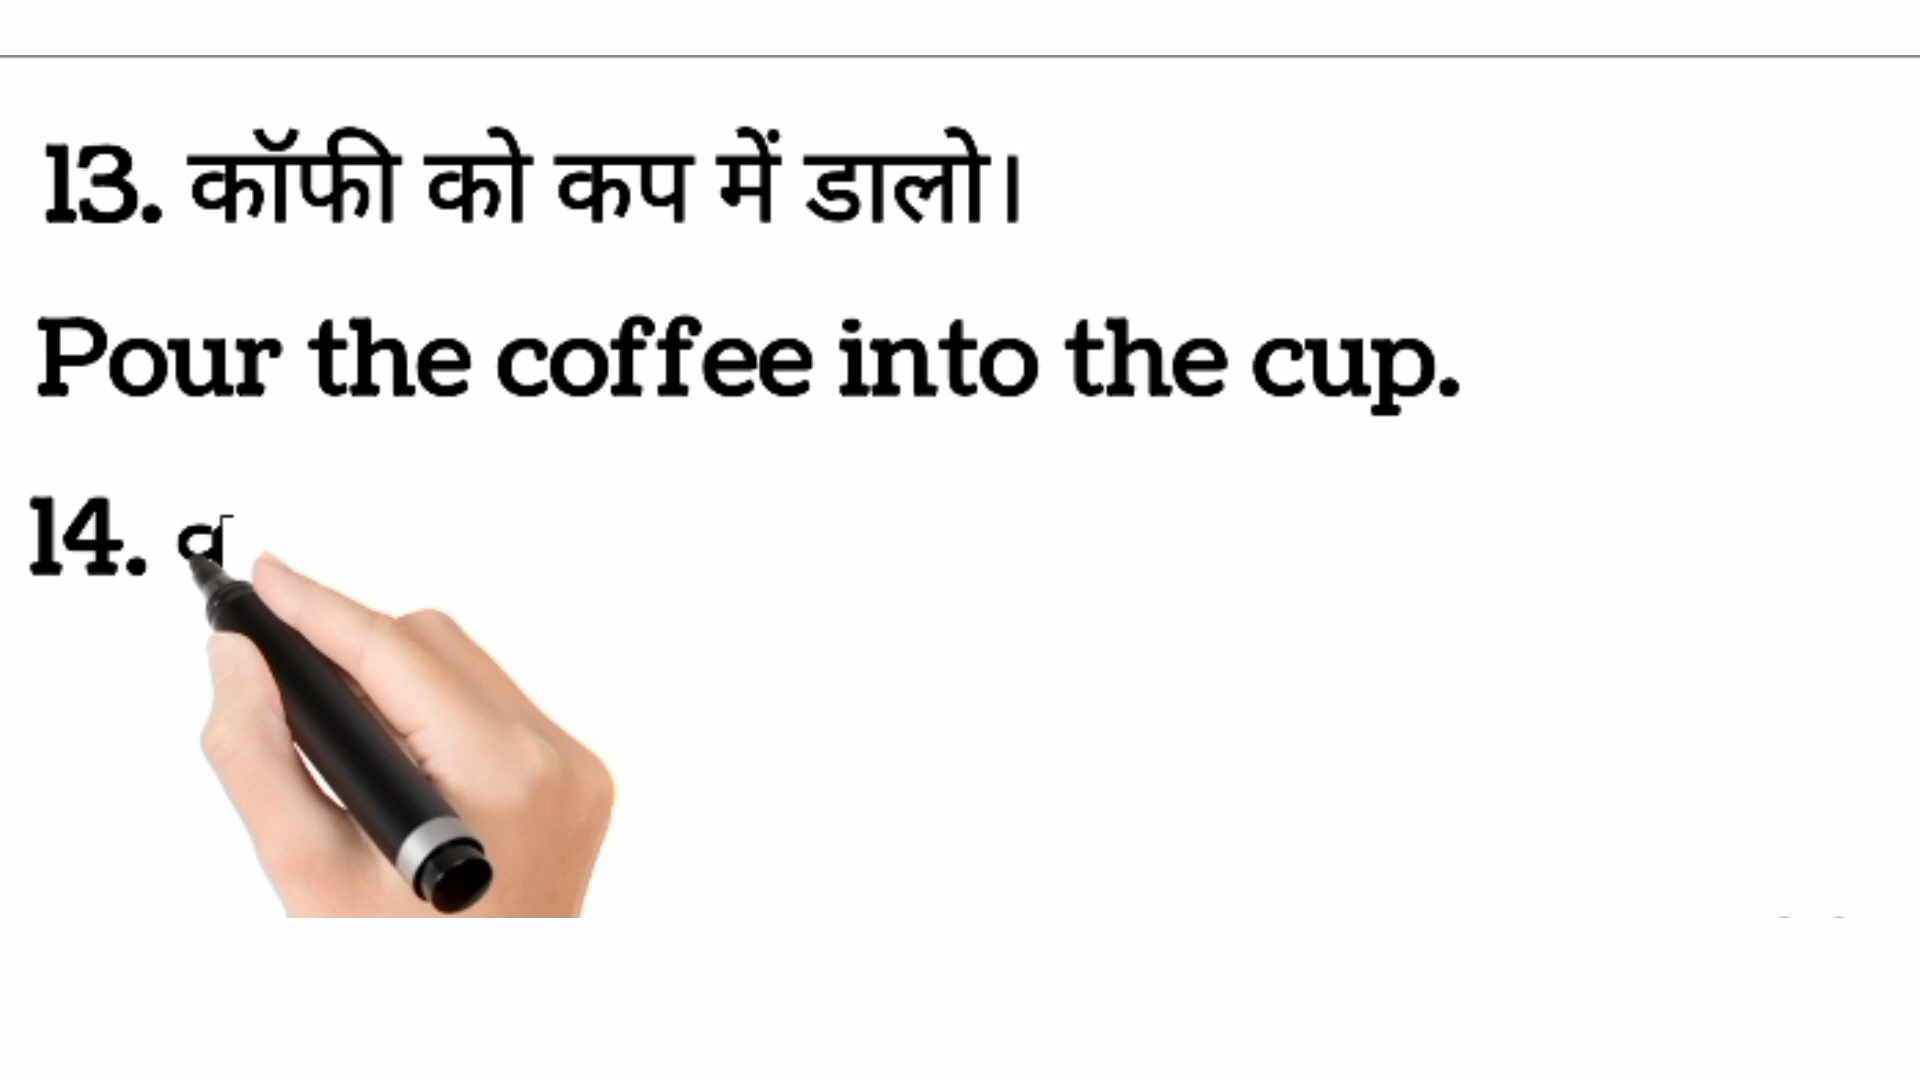 13. कॉफी को कप में डालो।
Pour the coffee into the cup.
14.